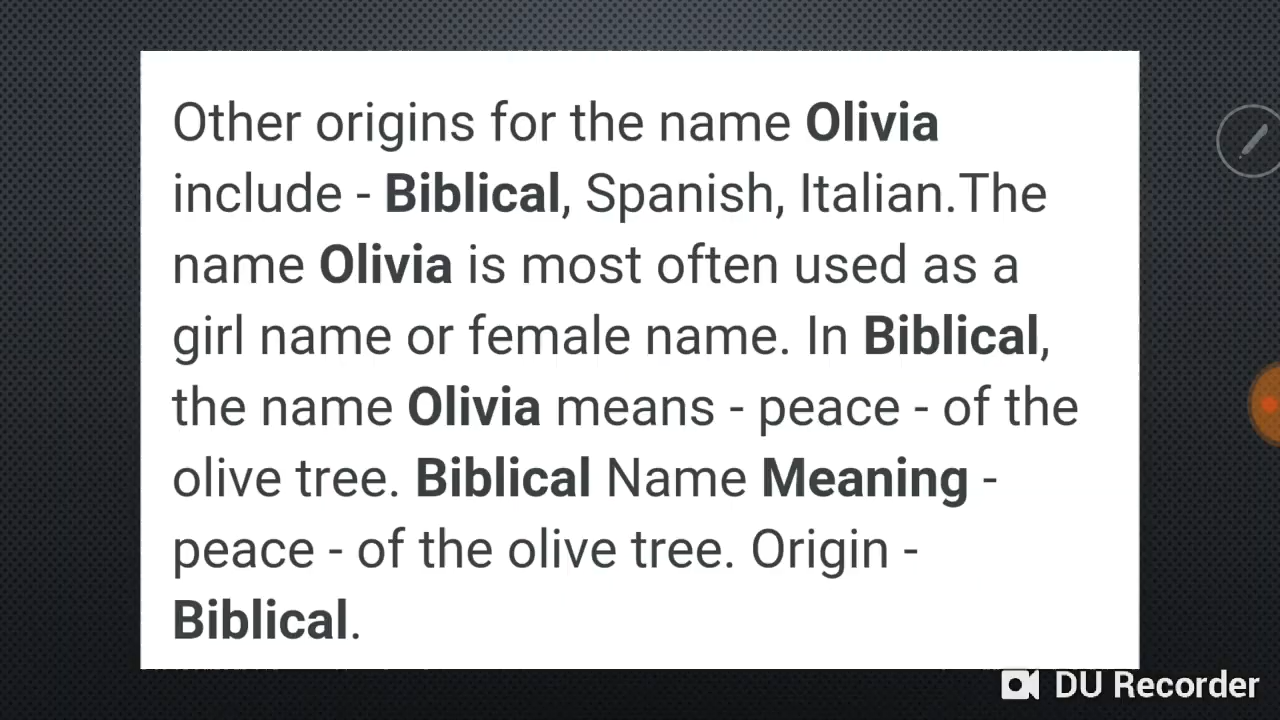 Other origins for the name Olivia
include - Biblical, Spanish, Italian.The
name Olivia is most often used as a
girl name or female name. In Biblical,
the name Olivia means - peace - of the
olive tree. Biblical Name Meaning -
peace - of the olive tree. Origin -
Biblical.
DU Recorder